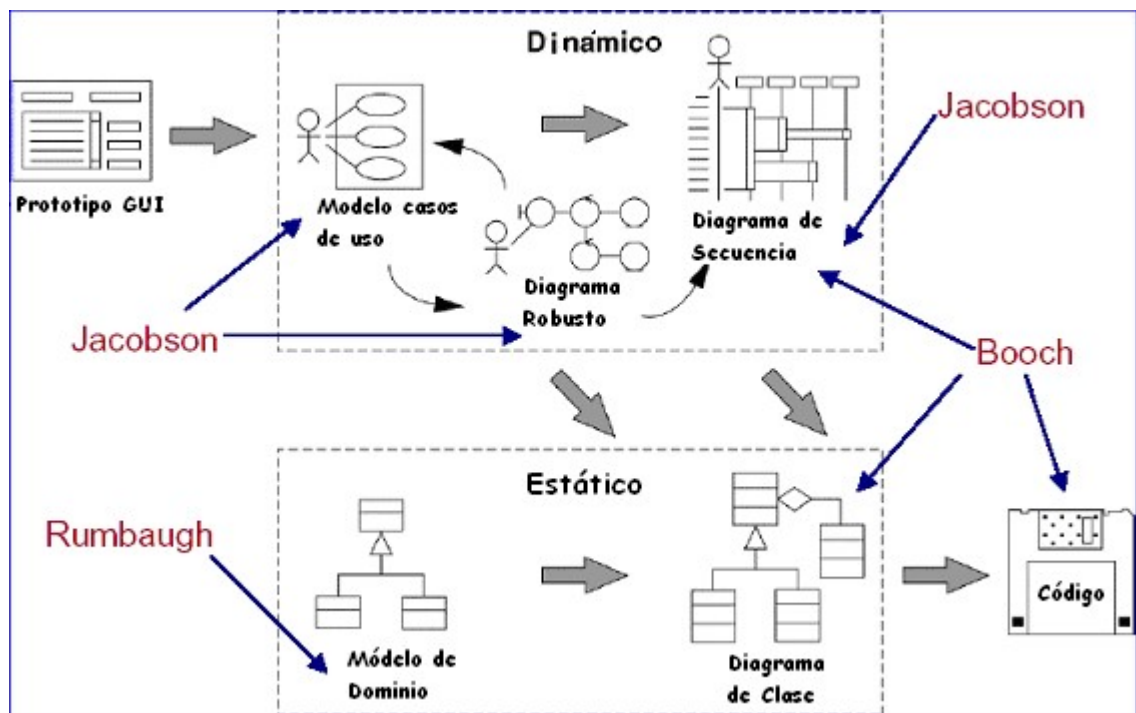 Dinámico
Jacobson
Prototipo GUI
Modelo casos
de uso
Diagrama de
Secuencia
Diagrama
Robusto
Jacobson
Booch
Estático
Rumbaugh
Código
Módelo de
Dominio
Diagrama
de Clase